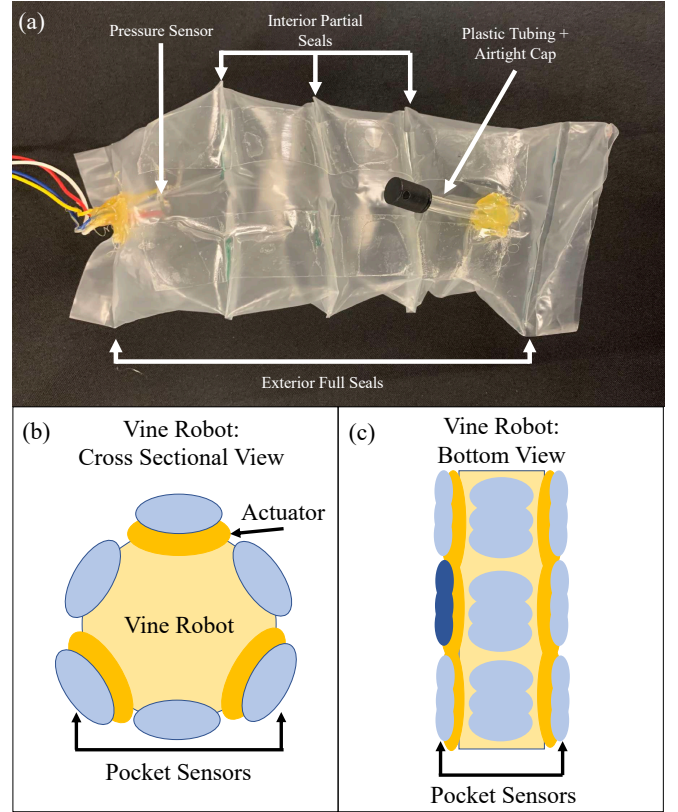 (a)
Pressure Sensor
Interior Partial
Seals
Plastic Tubing +
Airtight Cap
Exterior Full Seals
(b)
Vine Robot:
Cross Sectional View
Actuator
Vine Robot
Pocket Sensors
(c)
Vine Robot:
Bottom View
Pocket Sensors